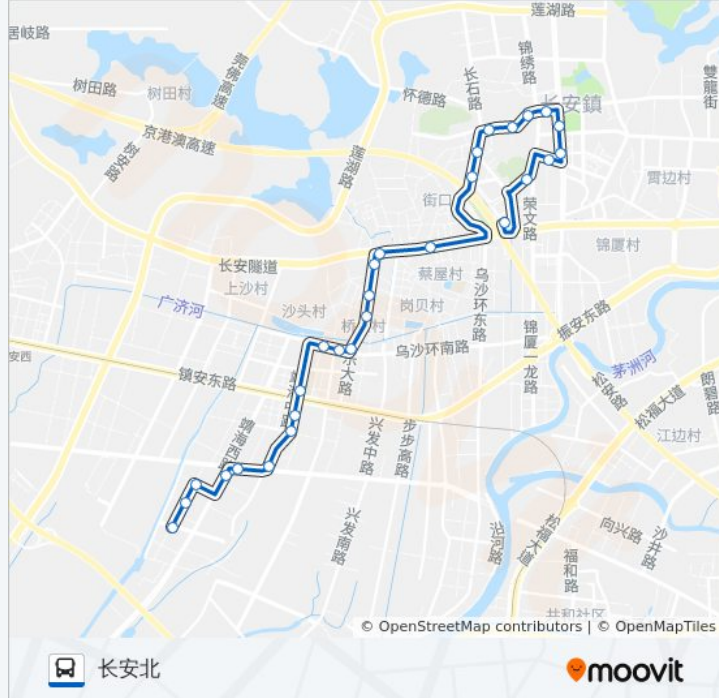 莲湖路
居岐路
锦绣路
雙龍街
莞佛高速
长石路
树田路
树田村
怀德路
长安鎮
京港澳高速
树安路
莲湖路
霄边村
街口
荣文路
锦厦村
长安隧道
蔡屋村
上沙村
乌沙环东路
广济河
沙头村
岗贝村
振安东路
锦厦一龙路
乌沙环南路
安西
茅洲河
镇安东路
松安路
朗碧路
松福大道
靖海西路
兴发中路
步步高路
江边村
兴发南路
沿河路
松福大道
向兴路
沙井路
福和路
共和社区
© OpenStreetMap contributors | © OpenMapTiles
长安北
moovit